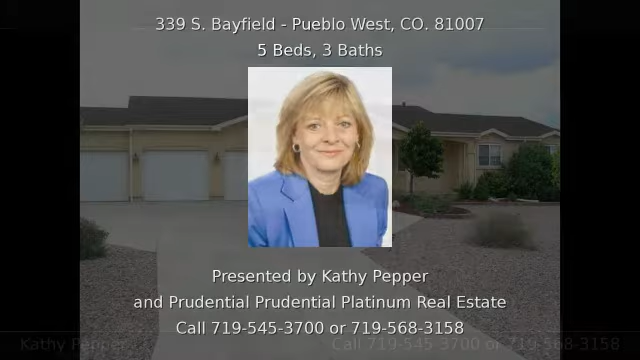 339 S. Bayfield - Pueblo West, CO. 81007
5 Beds, 3 Baths
Presented by Kathy Pepper
and Prudential Prudential Platinum Real Estate
Call 719-545-3700 or 719-568-3158
Kathy Pepper
Call 719-545-3700 or 719-568-3158